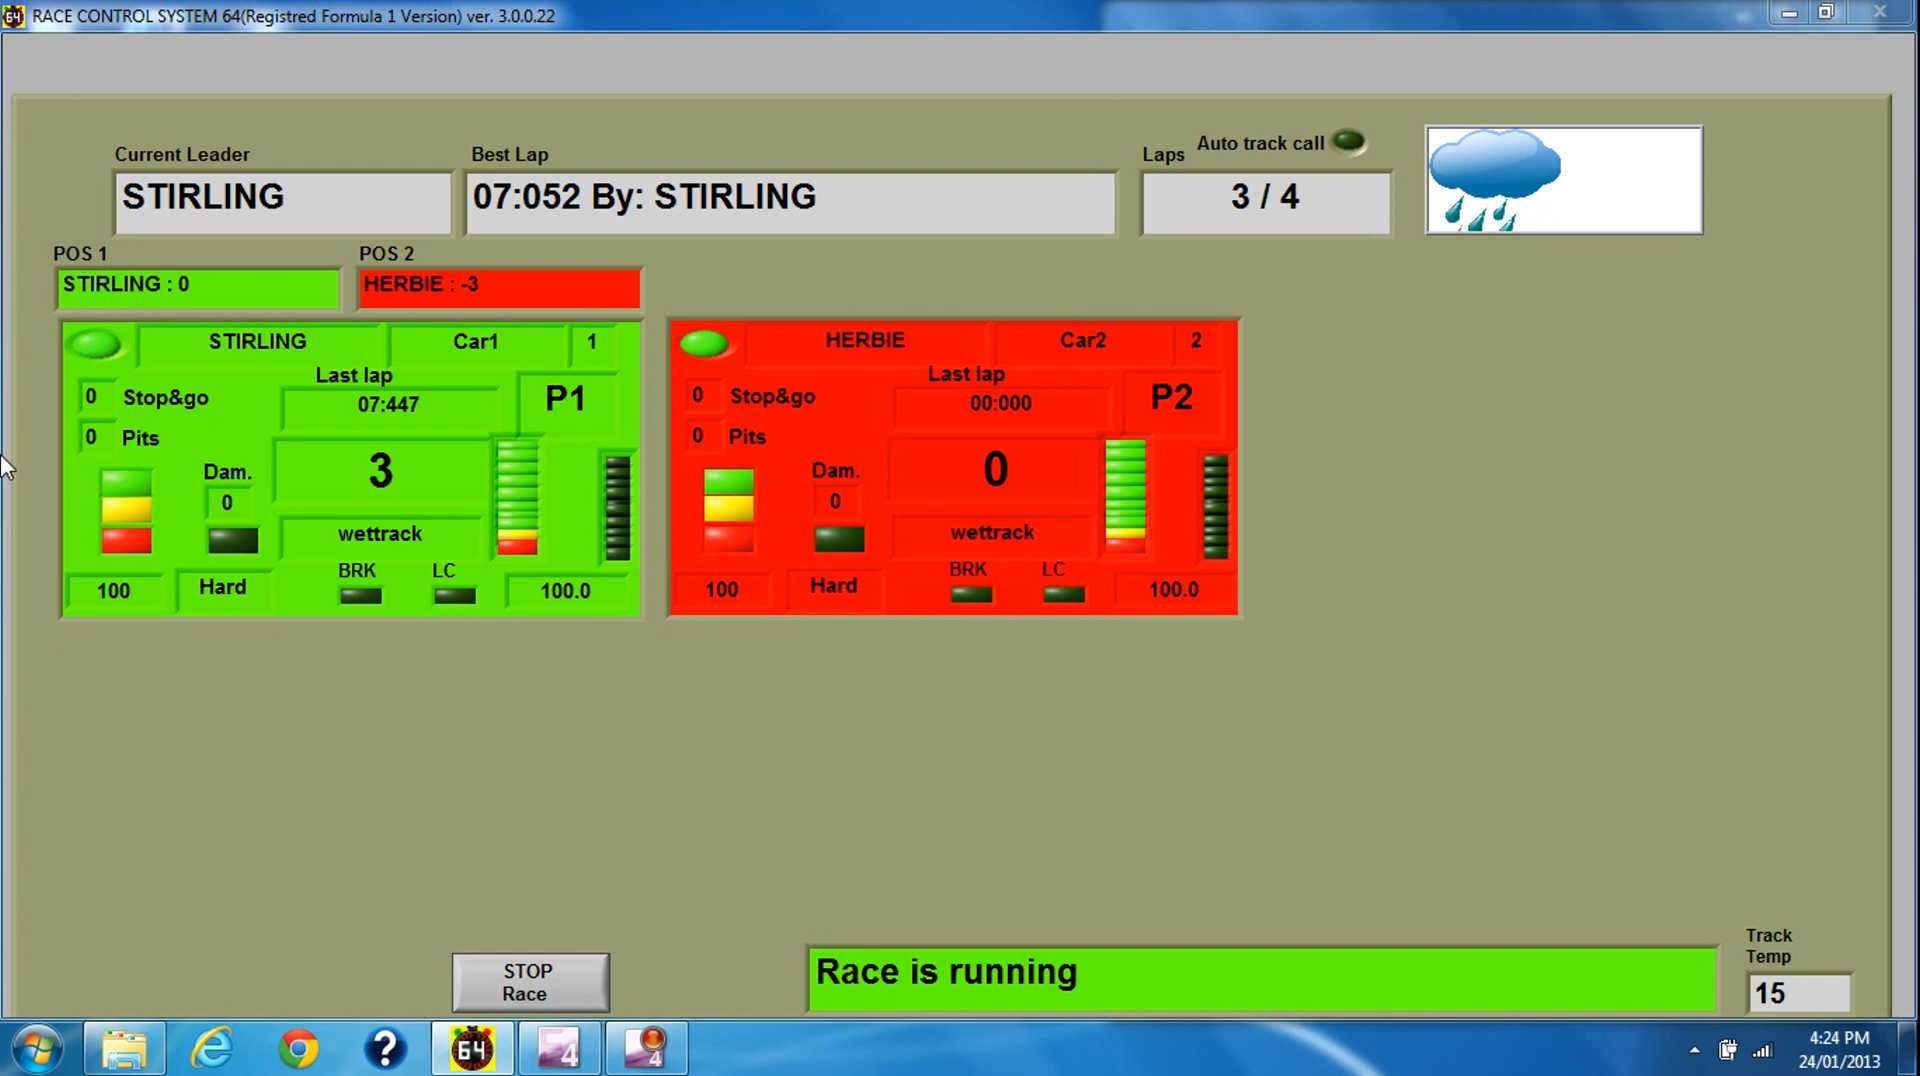 RACE CONTROL SYSTEM 64(Registred Formula 1 Version) ver. 3.0.0.22
Current Leader
Best Lap
Laps
Auto track call
STIRLING
07:052 By: STIRLING
3 / 4
POS 1
POS 2
STIRLING : 0
HERBIE : -3
STIRLING
Car1
1
Last lap
0
Stop&go
07:447
P1
0
Pits
3
Dam.
0
wettrack
BRK
LC
100
Hard
100.0
HERBIE
Car2
2
Last lap
0
Stop&go
00:000
P2
0
Pits
0
Dam.
0
wettrack
BRK
LC
100
Hard
100.0
STOP
Race
Race is running
Track
Temp
15
64
4
4
4:24 PM
24/01/2013